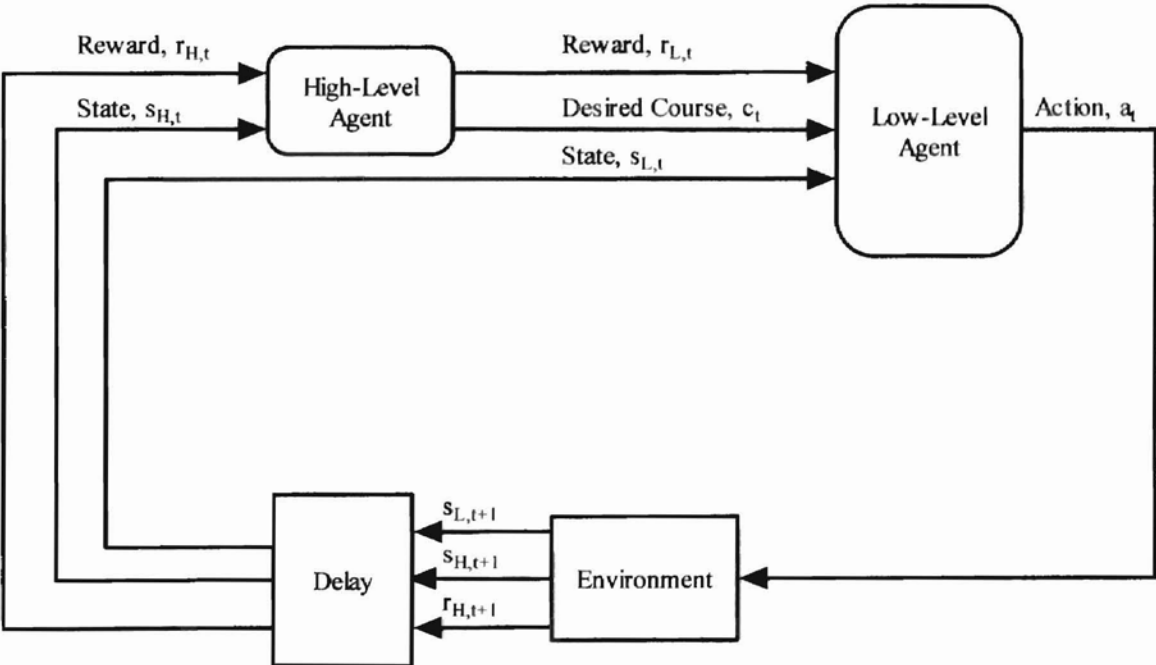 Reward, r_H,t
Reward, r_L,t
High-Level
Agent
State, s_H,t
Desired Course, c_t
Low-Level
Agent
Action, a_t
State, s_L,t
s_L,t+1
s_H,t+1
Delay
Environment
r_H,t+1